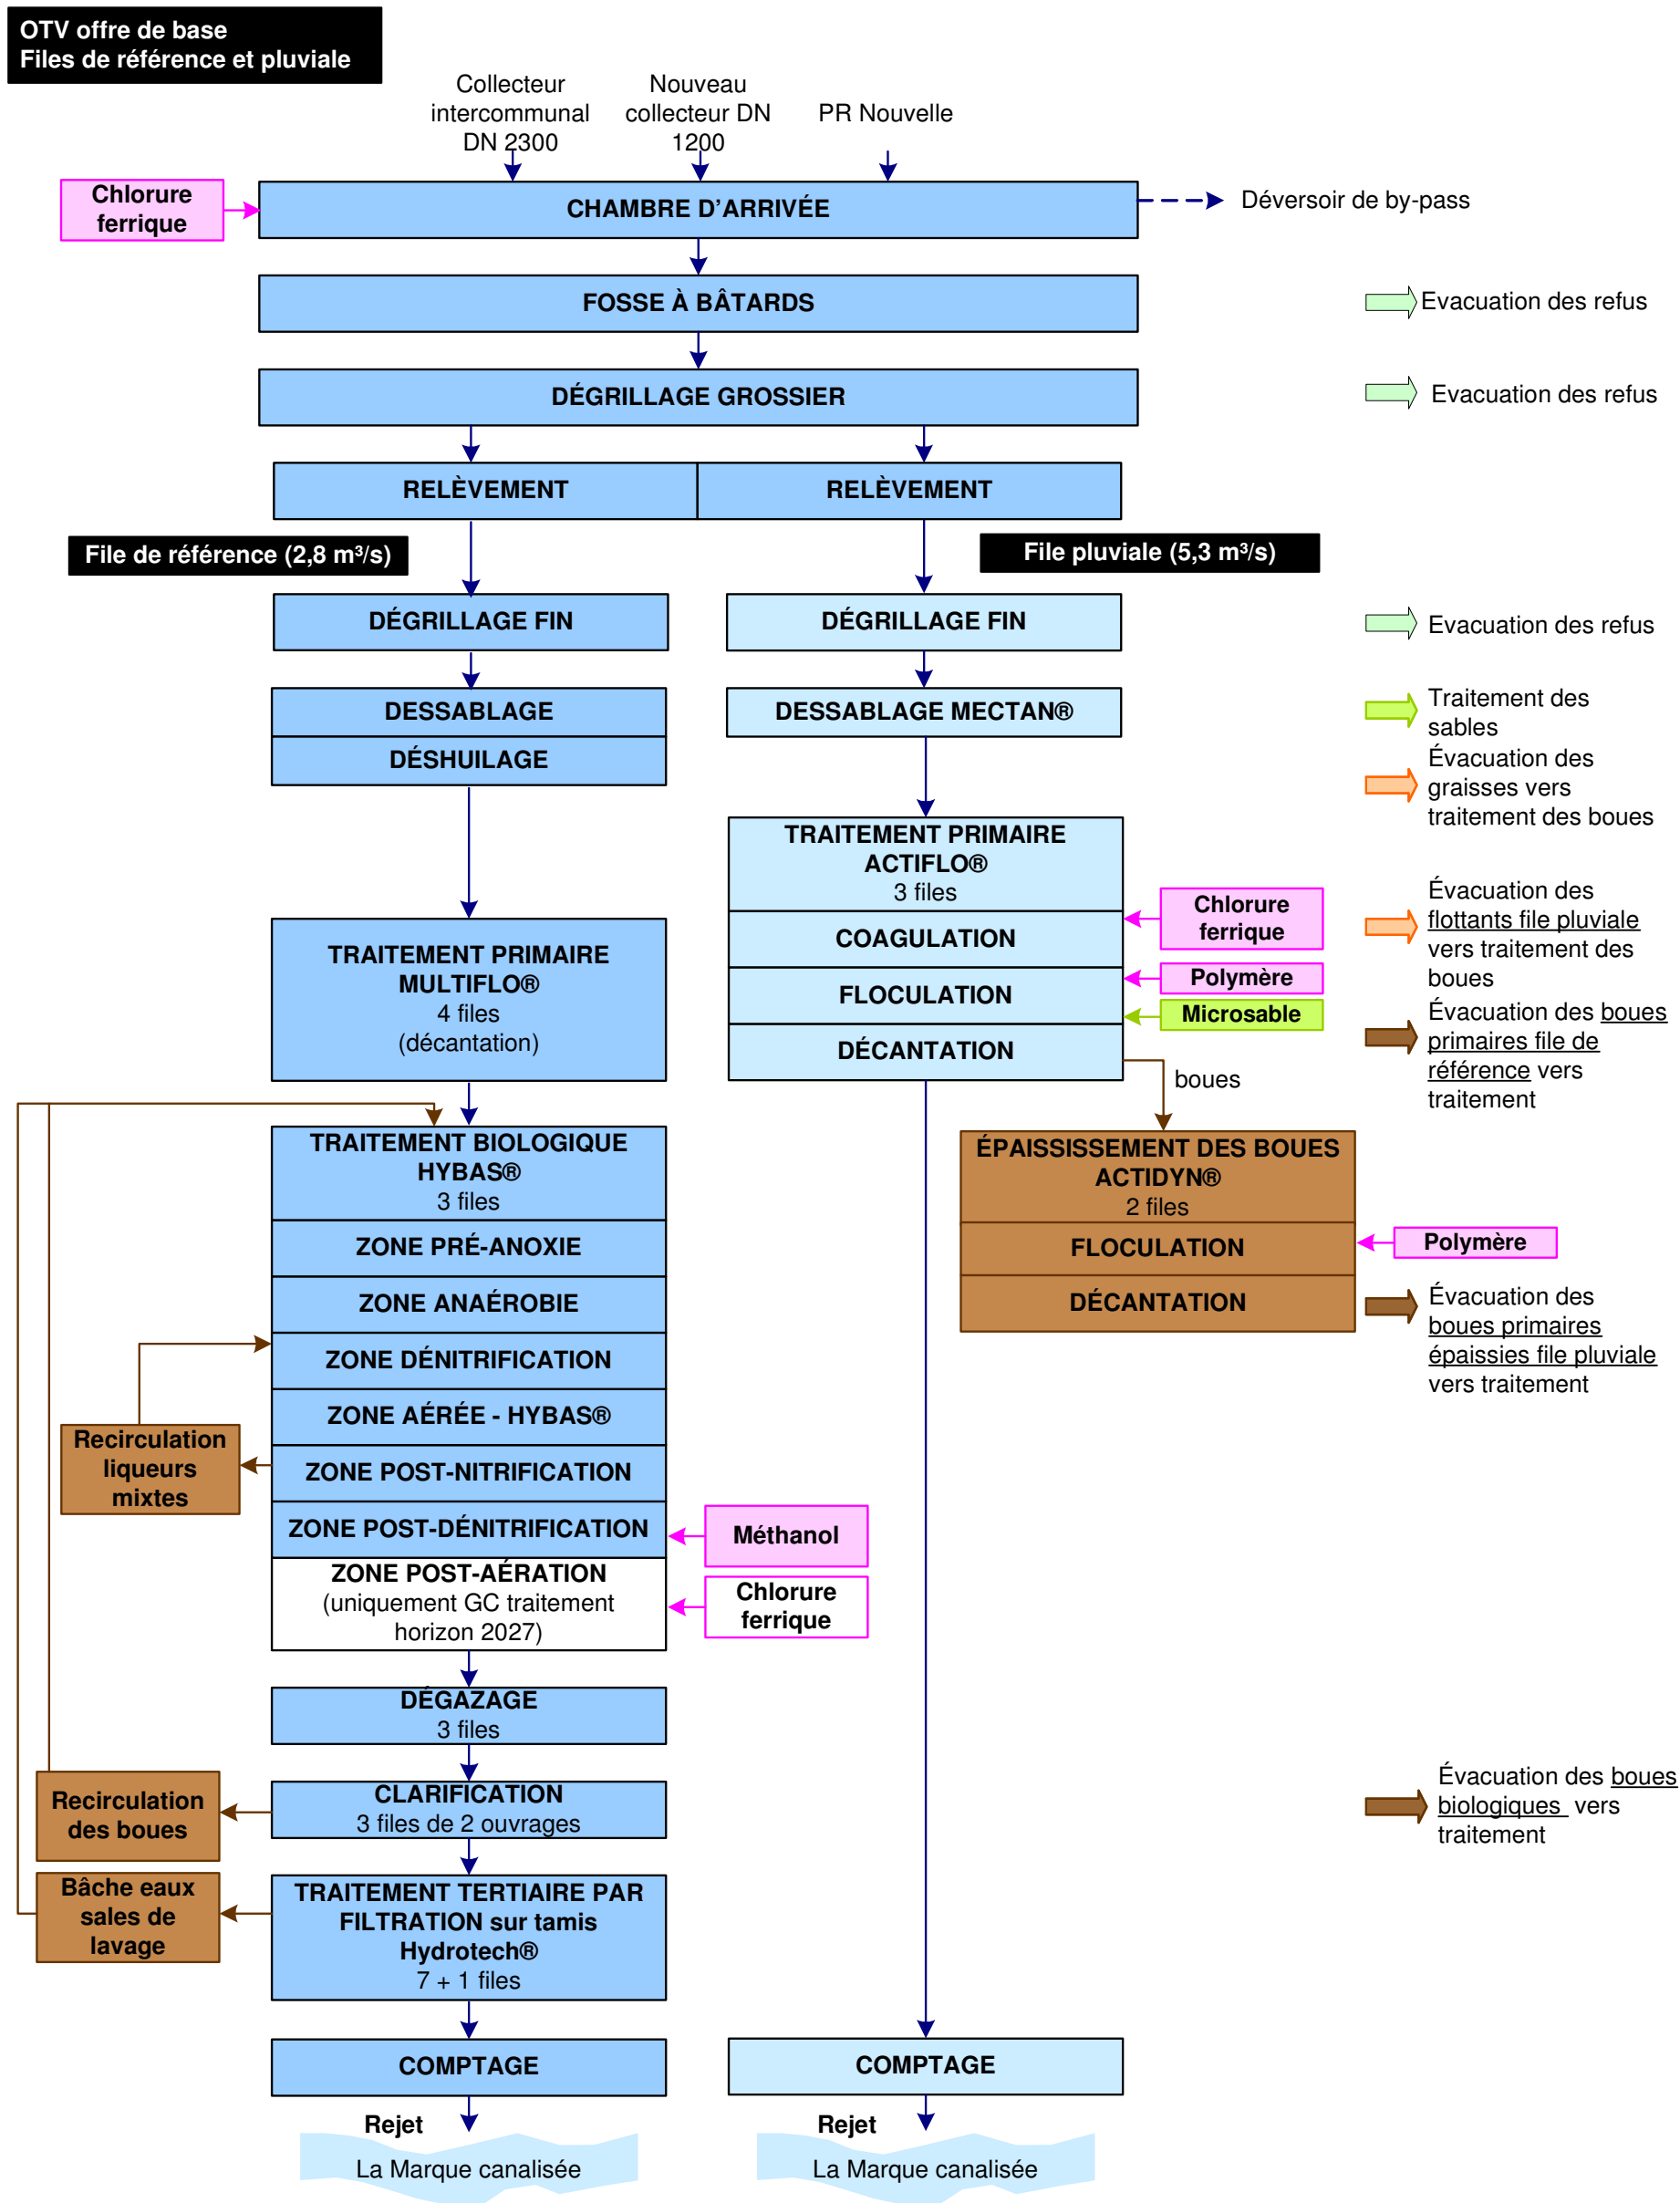 OTV offre de base
Files de référence et pluviale
Collecteur
intercommunal
DN 2300
Nouveau
collecteur DN
1200
PR Nouvelle
Chlorure
ferrique
CHAMBRE D'ARRIVÉE
Déversoir de by-pass
FOSSE À BÂTARDS
Evacuation des refus
DÉGRILLAGE GROSSIER
Evacuation des refus
RELÈVEMENT
RELÈVEMENT
File de référence (2,8 m³/s)
File pluviale (5,3 m³/s)
DÉGRILLAGE FIN
DÉGRILLAGE FIN
Evacuation des refus
DESSABLAGE
DÉSHUILAGE
DESSABLAGE MECTAN®
Traitement des
sables
Évacuation des
graisses vers
traitement des boues
TRAITEMENT PRIMAIRE
ACTIFLO®
3 files
COAGULATION
FLOCULATION
DÉCANTATION
Chlorure
ferrique
Polymère
Microsable
Évacuation des
flottants file pluviale
vers traitement des
boues
TRAITEMENT PRIMAIRE
MULTIFLO®
4 files
(décantation)
Évacuation des boues
primaires file de
référence vers
traitement
boues
TRAITEMENT BIOLOGIQUE
HYBAS®
3 files
ZONE PRÉ-ANOXIE
ZONE ANAÉROBIE
ZONE DÉNITRIFICATION
ZONE AÉRÉE - HYBAS®
ZONE POST-NITRIFICATION
ZONE POST-DÉNITRIFICATION
ZONE POST-AÉRATION
(uniquement GC traitement
horizon 2027)
ÉPAISSISSEMENT DES BOUES
ACTIDYN®
2 files
FLOCULATION
DÉCANTATION
Polymère
Évacuation des
boues primaires
épaissies file pluviale
vers traitement
Recirculation
liqueurs
mixtes
Méthanol
Chlorure
ferrique
DÉGAZAGE
3 files
Recirculation
des boues
CLARIFICATION
3 files de 2 ouvrages
Évacuation des boues
biologiques vers
traitement
Bâche eaux
sales de
lavage
TRAITEMENT TERTIAIRE PAR
FILTRATION sur tamis
Hydrotech®
7 + 1 files
COMPTAGE
COMPTAGE
Rejet
Rejet
La Marque canalisée
La Marque canalisée